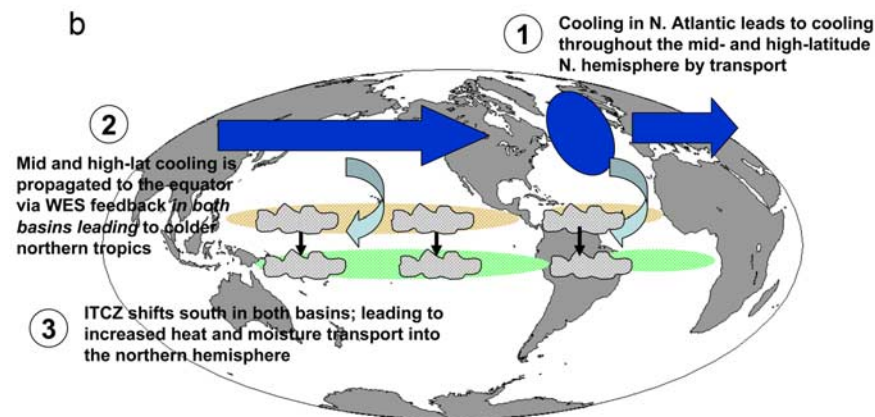 b
1
Cooling in N. Atlantic leads to cooling
throughout the mid- and high-latitude
N. hemisphere by transport
2
Mid and high-lat cooling is
propagated to the equator
via WES feedback in both
basins leading to colder
northern tropics
3
ITCZ shifts south in both basins; leading to
increased heat and moisture transport into
the northern hemisphere